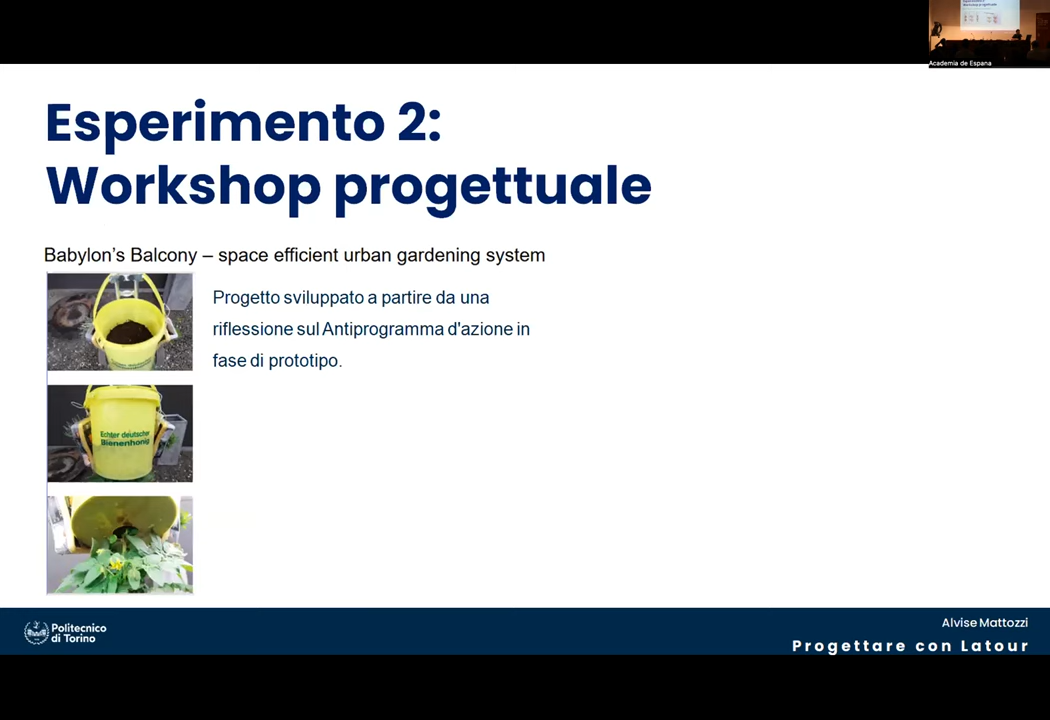 Academia de Espana
Esperimento 2:
Workshop progettuale
Babylon's Balcony – space efficient urban gardening system
Progetto sviluppato a partire da una
riflessione sul Antiprogramma d'azione in
fase di prototipo.
Echter deutscher
Bienenhonig
Politecnico
di Torino
Alvise Mattozzi
Progettare con Latour